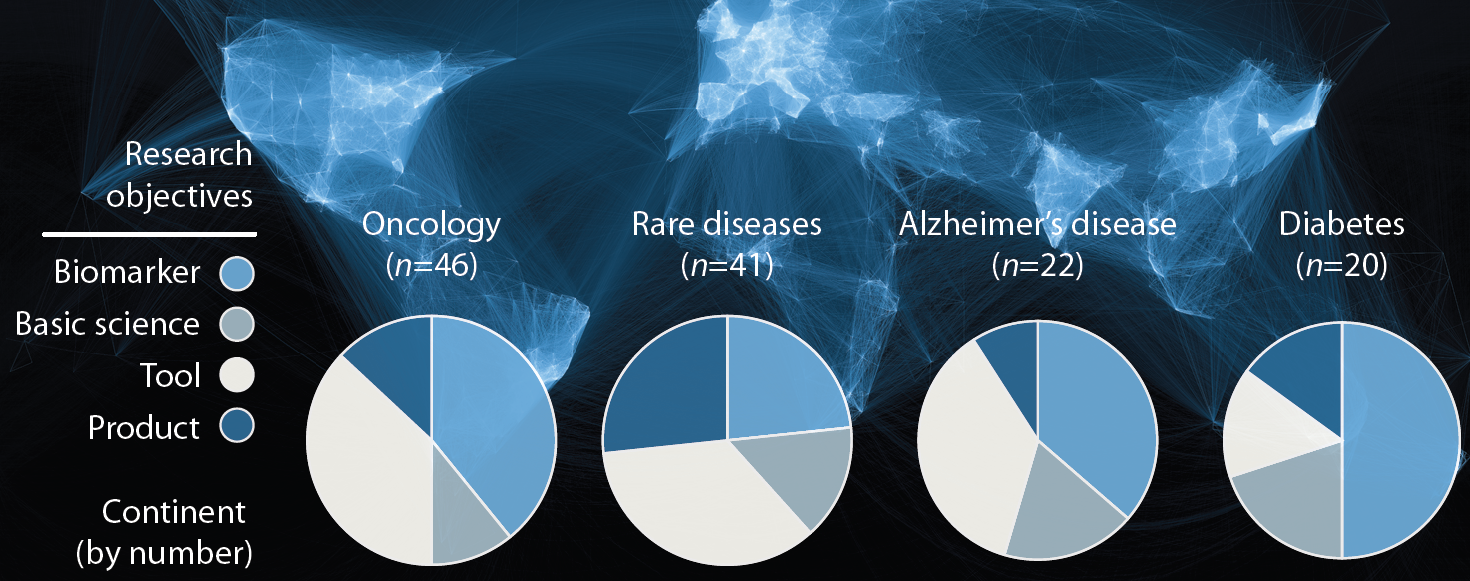 Research
objectives
Biomarker
Basic science
Tool
Product
Continent
(by number)
Oncology
(n=46)
Rare diseases
(n=41)
Alzheimer's disease
(n=22)
Diabetes
(n=20)